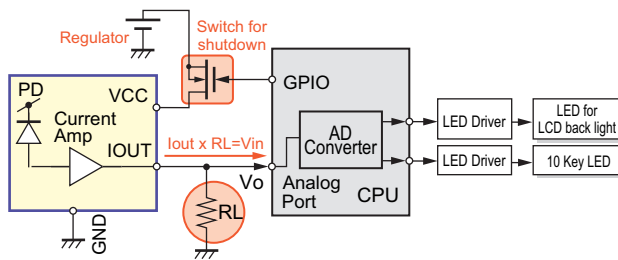 Regulator
Switch for
shutdown
PD
VCC
Current
Amp
IOUT
GND
Iout x RL=Vin
Vo
RL
GPIO
AD
Converter
Analog
Port
CPU
LED Driver
LED for
LCD back light
LED Driver
10 Key LED